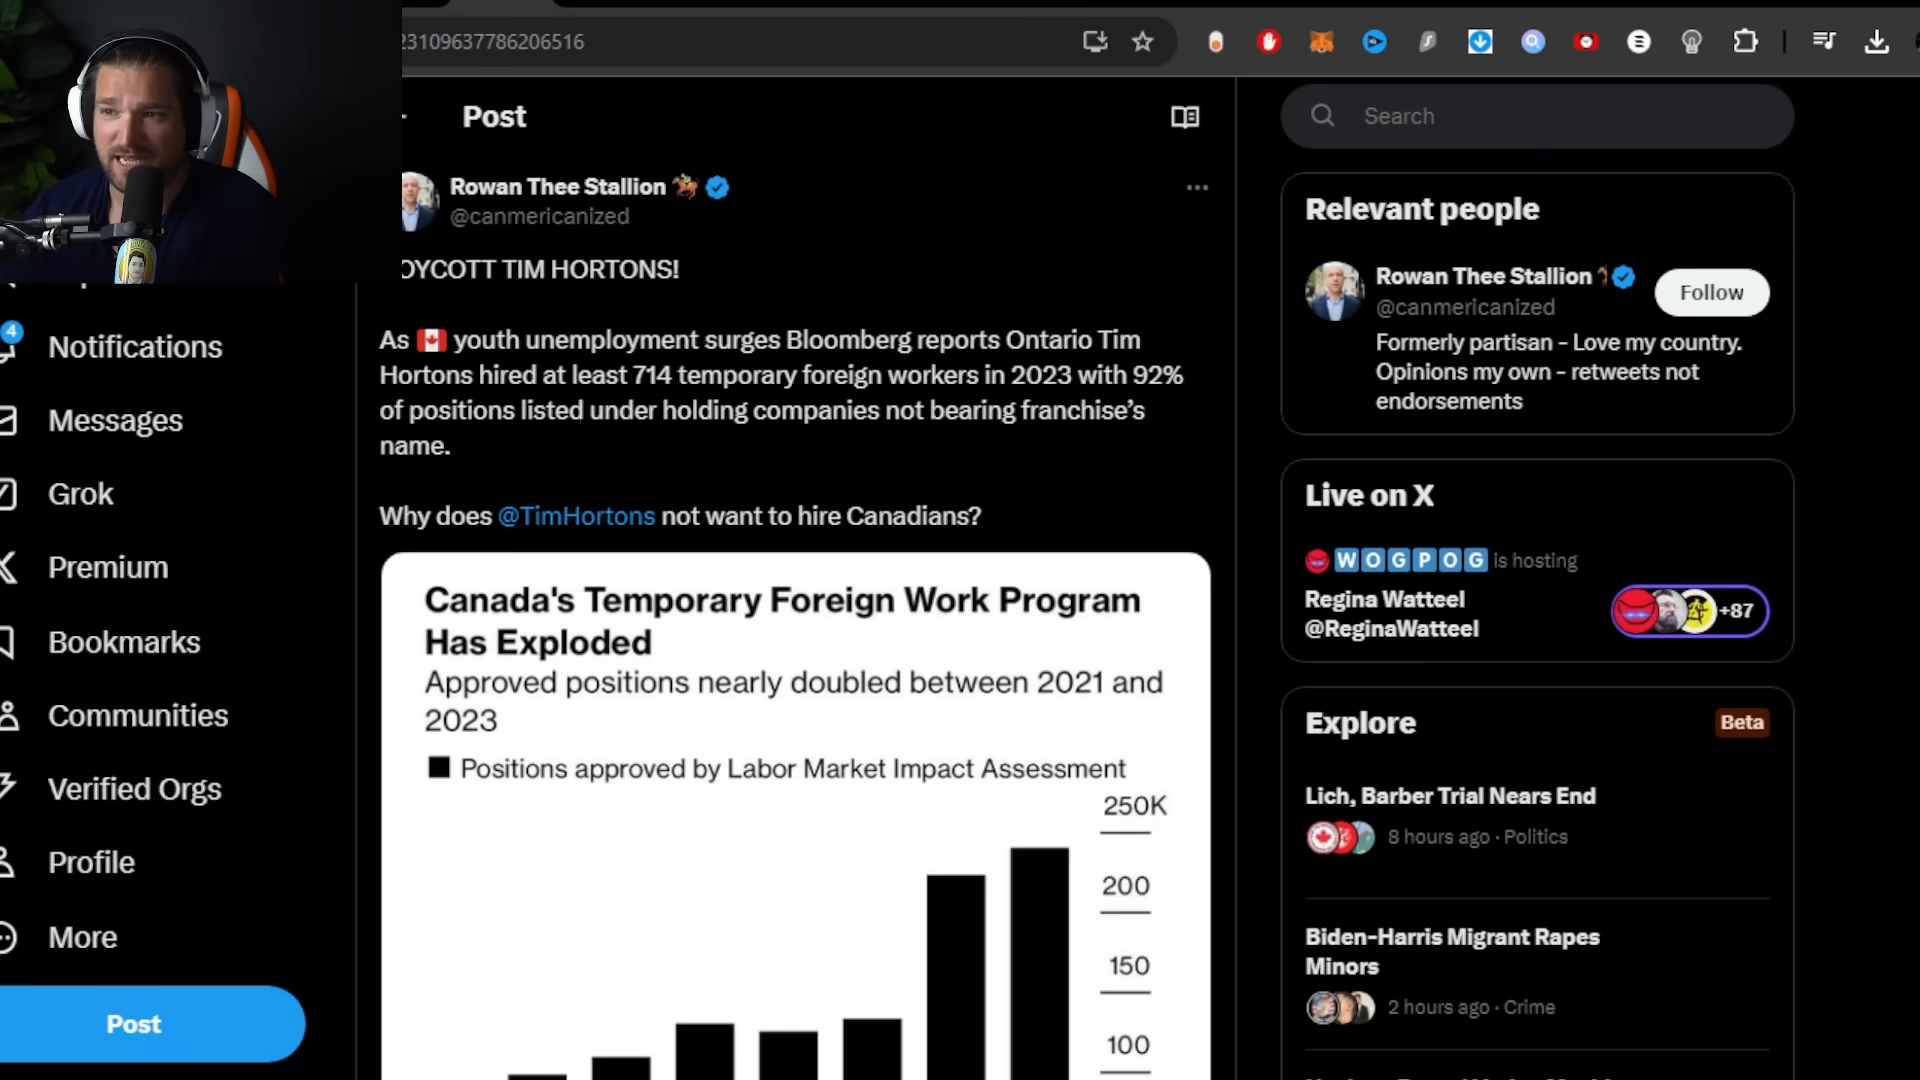 23109637786206516
Post
Search
Rowan Thee Stallion
@canmericanized
OYCOTT TIM HORTONS!
As 🇨🇦 youth unemployment surges Bloomberg reports Ontario Tim
Hortons hired at least 714 temporary foreign workers in 2023 with 92%
of positions listed under holding companies not bearing franchise’s
name.
Why does @TimHortons not want to hire Canadians?
Canada's Temporary Foreign Work Program
Has Exploded
Approved positions nearly doubled between 2021 and
2023
Positions approved by Labor Market Impact Assessment
250K
200
150
100
4
Notifications
Messages
Grok
Premium
Bookmarks
Communities
Verified Orgs
Profile
More
Post
Relevant people
Rowan Thee Stallion
@canmericanized
Follow
Formerly partisan - Love my country.
Opinions my own - retweets not
endorsements
Live on X
WOGPOG is hosting
Regina Watteel
@ReginaWatteel
+87
Explore
Beta
Lich, Barber Trial Nears End
8 hours ago · Politics
Biden-Harris Migrant Rapes
Minors
2 hours ago · Crime